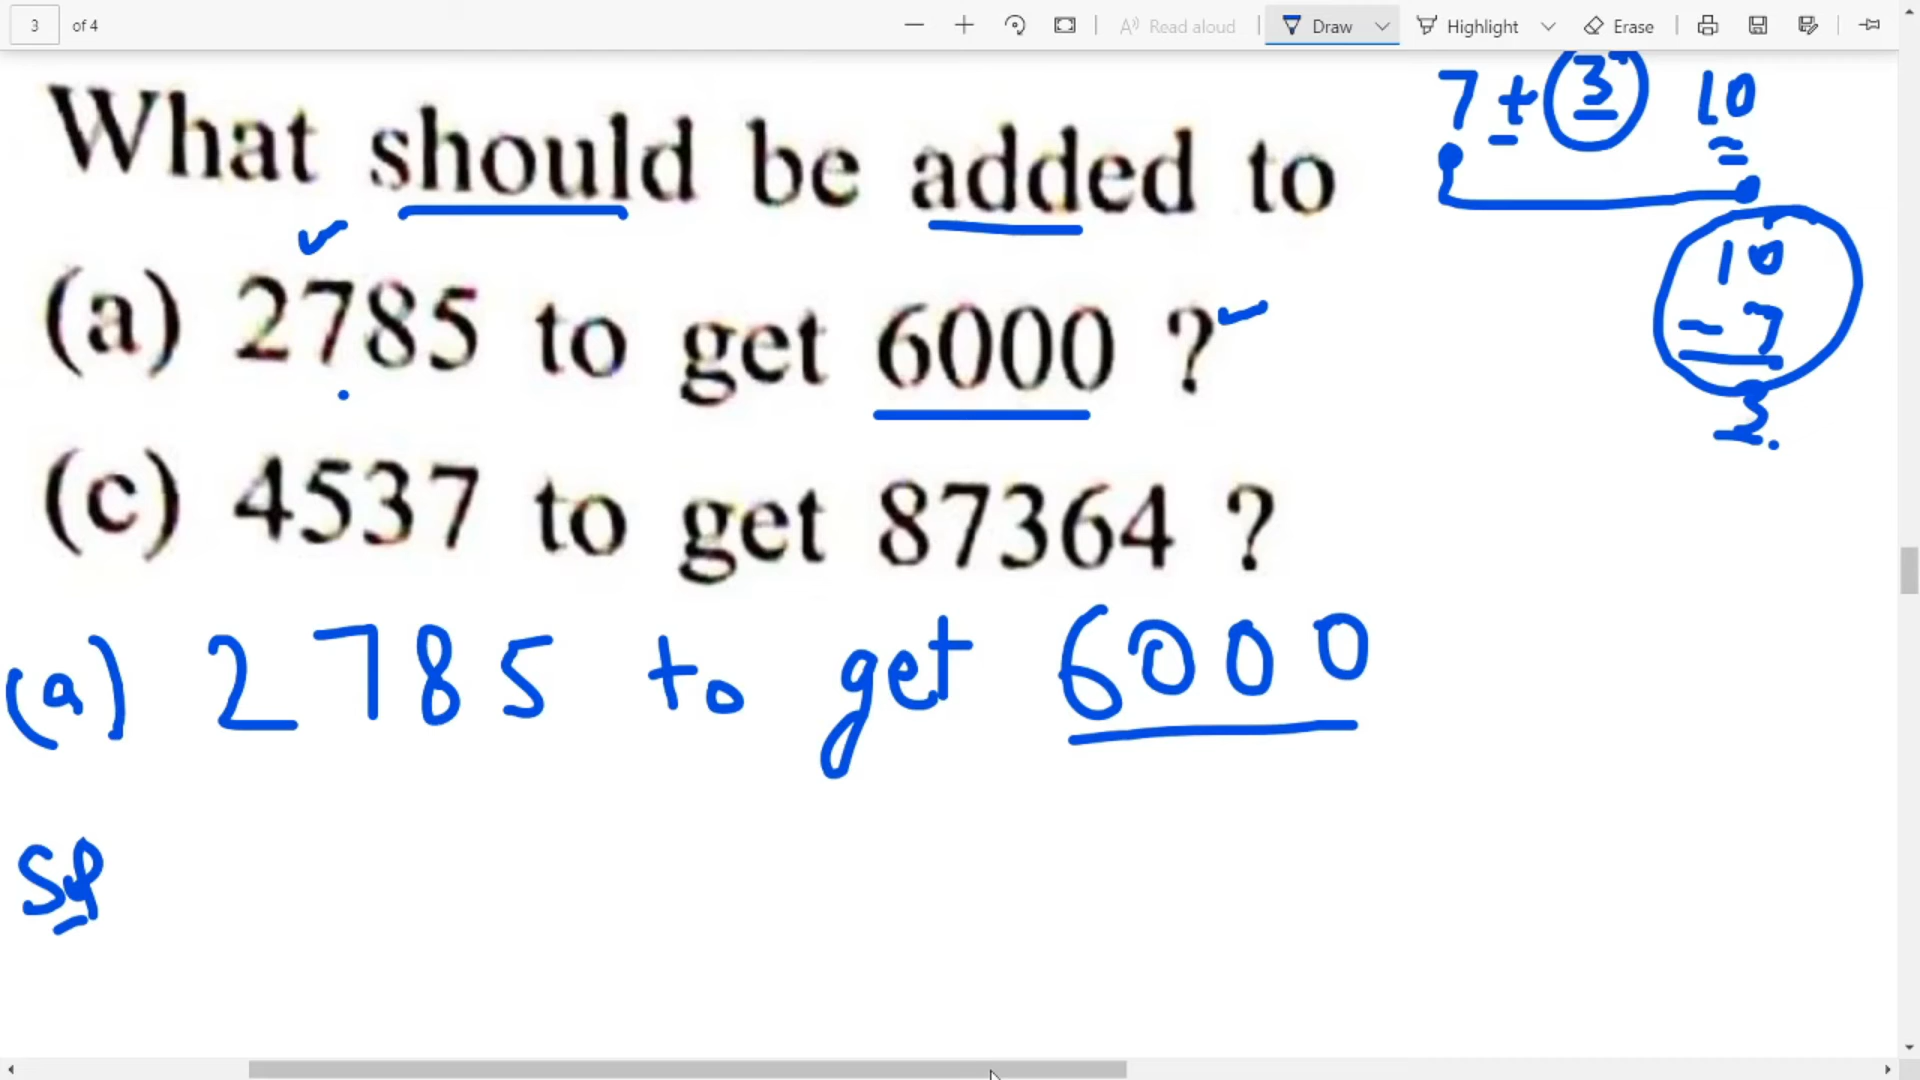 3 of 4 Read aloud Draw Highlight Erase
What should be added to
(a) 2785 to get 6000 ?
(c) 4537 to get 87364 ?
7 + 3 10
10
- 7
3.
(a) 2785 to get 6000